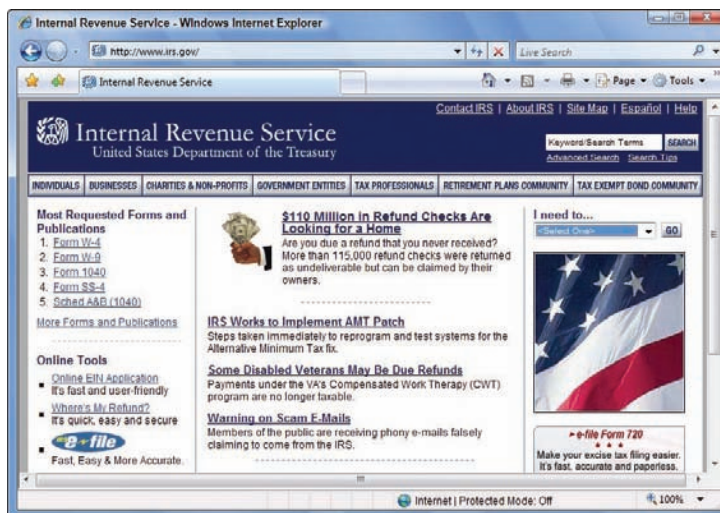 Internal Revenue Service - Windows Internet Explorer
http://www.irs.gov/
Live Search
Internal Revenue Service
Page
Tools
Contact IRS | About IRS | Site Map | Español | Help
Internal Revenue Service
United States Department of the Treasury
Keyword/Search Terms SEARCH
Advanced Search Search Tips
INDIVIDUALS BUSINESSES CHARITIES & NON-PROFITS GOVERNMENT ENTITIES TAX PROFESSIONALS RETIREMENT PLANS COMMUNITY TAX EXEMPT BOND COMMUNITY
Most Requested Forms and
Publications
1. Form W-4
2. Form W-9
3. Form 1040
4. Form SS-4
5. Sched A&B (1040)
More Forms and Publications
Online Tools
Online EIN Application
It's fast and user-friendly
Where's My Refund?
It's quick, easy and secure
e-file
Fast, Easy & More Accurate.
$110 Million in Refund Checks Are
Looking for a Home
Are you due a refund that you never received?
More than 115,000 refund checks were returned
as undeliverable but can be claimed by their
owners.
IRS Works to Implement AMT Patch
Steps taken immediately to reprogram and test systems for the
Alternative Minimum Tax fix.
Some Disabled Veterans May Be Due Refunds
Payments under the VA's Compensated Work Therapy (CWT)
program are no longer taxable.
Warning on Scam E-Mails
Members of the public are receiving phony e-mails falsely
claiming to come from the IRS.
I need to...
<Select One> GO
e-file Form 720
Make your excise tax filing easier.
It's fast, accurate and paperless.
Internet | Protected Mode: Off
100%